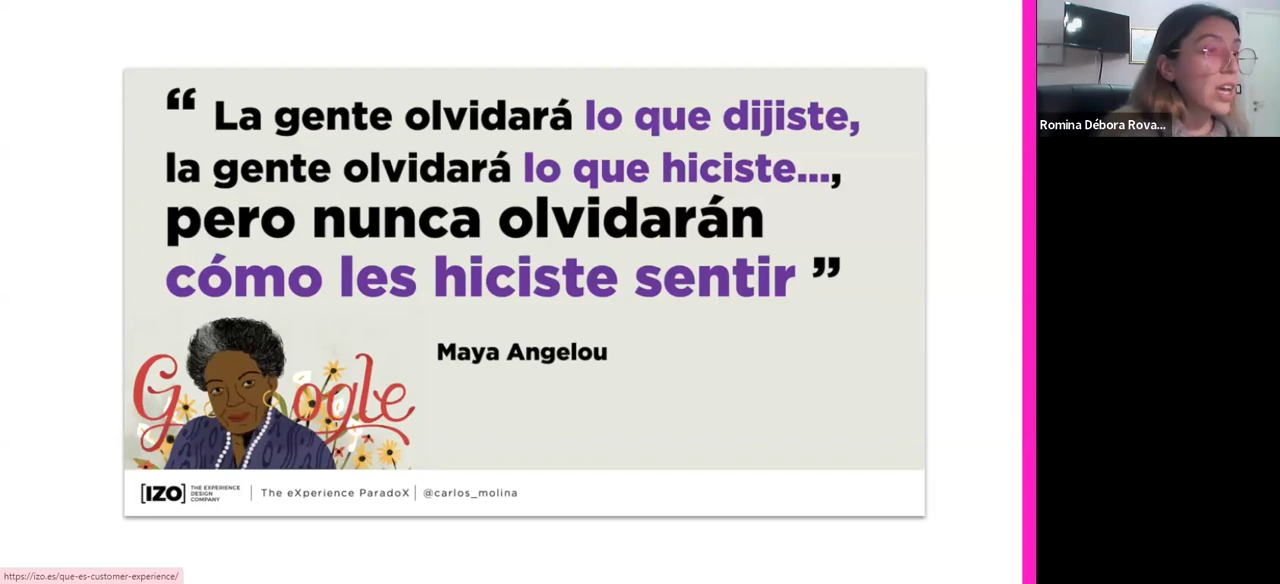 “ La gente olvidará lo que dijiste,
la gente olvidará lo que hiciste...,
pero nunca olvidarán
cómo les hiciste sentir ”
Maya Angelou
Google
[IZO] THE EXPERIENCE
DESIGN
COMPANY
The eXperience ParadoX
@carlos_molina
Romina Débora Rova...
https://izo.es/que-es-customer-experience/